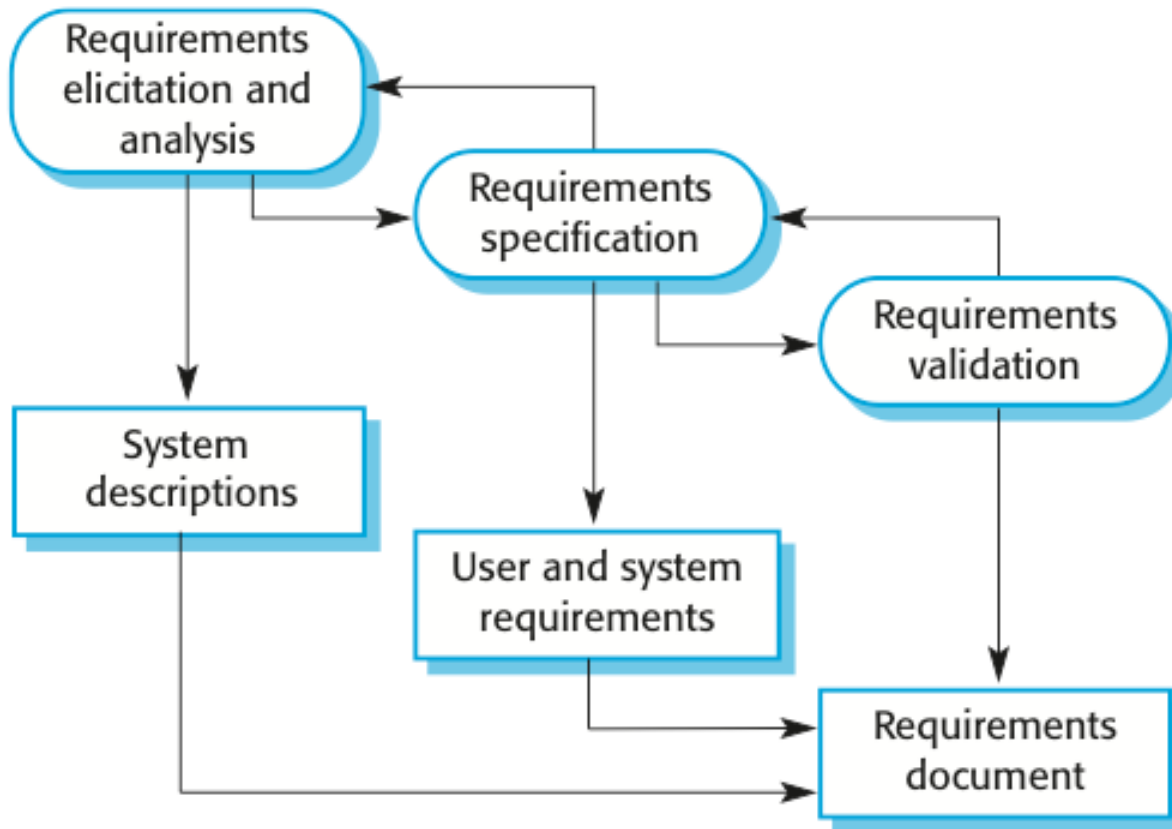 Requirements
elicitation and
analysis
Requirements
specification
Requirements
validation
System
descriptions
User and system
requirements
Requirements
document